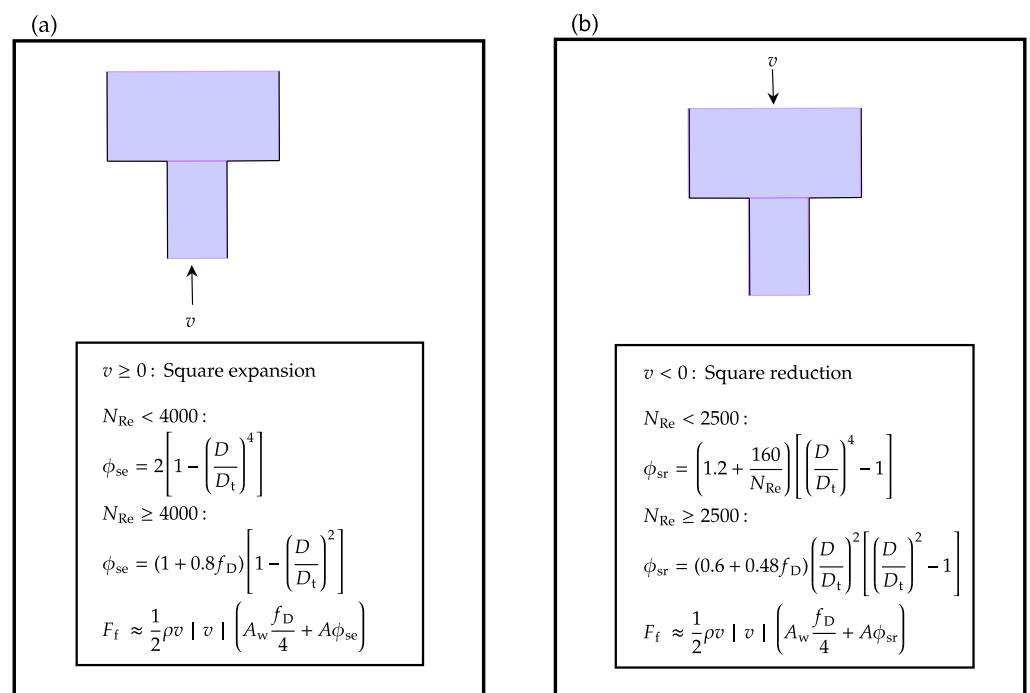 (a)
v
v ≥ 0 : Square expansion
N_Re < 4000 :
ϕ_se = 2[1 − (D/D_t)^4]
N_Re ≥ 4000 :
ϕ_se = (1 + 0.8f_D)[1 − (D/D_t)^2]
F_f ≈ 1/2 ρv | v | (A_w f_D/4 + Aϕ_se)
(b)
v
v < 0 : Square reduction
N_Re < 2500 :
ϕ_sr = (1.2 + 160/N_Re)[(D/D_t)^4 − 1]
N_Re ≥ 2500 :
ϕ_sr = (0.6 + 0.48f_D)(D/D_t)^2[(D/D_t)^2 − 1]
F_f ≈ 1/2 ρv | v | (A_w f_D/4 + Aϕ_sr)